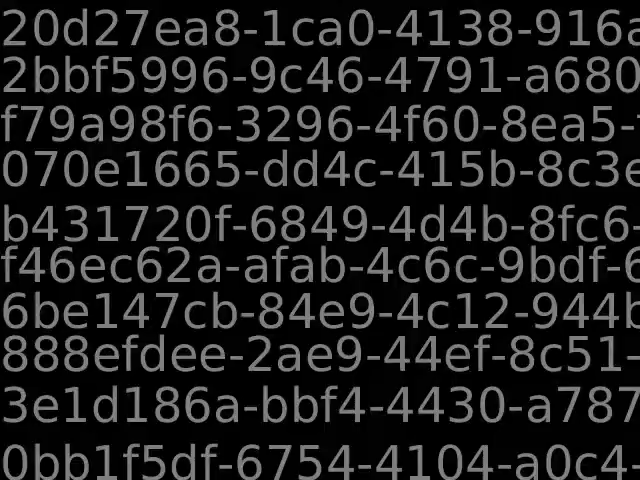 20d27ea8-1ca0-4138-916a
2bbf5996-9c46-4791-a680
f79a98f6-3296-4f60-8ea5-
070e1665-dd4c-415b-8c3e
b431720f-6849-4d4b-8fc6-
f46ec62a-afab-4c6c-9bdf-6
6be147cb-84e9-4c12-944b
888efdee-2ae9-44ef-8c51-
3e1d186a-bbf4-4430-a787
0bb1f5df-6754-4104-a0c4-